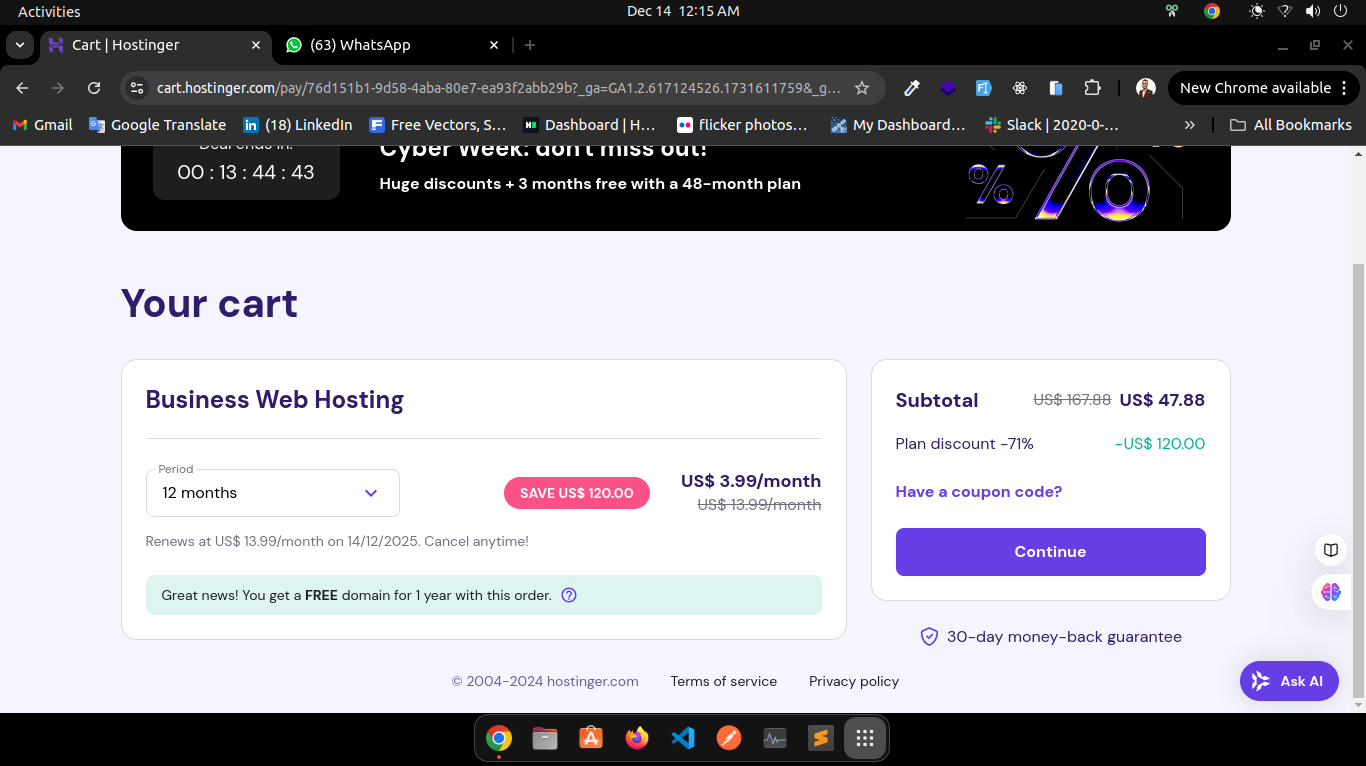 Activities
Dec 14 12:15 AM
Cart | Hostinger
(63) WhatsApp
cart.hostinger.com/pay/76d151b1-9d58-4aba-80e7-ea93f2abb29b?_ga=GA1.2.617124526.1731611759&_g...
New Chrome available
Gmail
Google Translate
(18) LinkedIn
Free Vectors, S...
Dashboard | H...
flicker photos...
My Dashboard...
Slack | 2020-0-...
»
All Bookmarks
Deal ends in:
00 : 13 : 44 : 43
Cyber Week: don't miss out!
Huge discounts + 3 months free with a 48-month plan
Your cart
Business Web Hosting
Period
12 months
SAVE US$ 120.00
US$ 3.99/month
US$ 13.99/month
Renews at US$ 13.99/month on 14/12/2025. Cancel anytime!
Great news! You get a FREE domain for 1 year with this order.
Subtotal US$ 167.88 US$ 47.88
Plan discount -71% -US$ 120.00
Have a coupon code?
Continue
30-day money-back guarantee
© 2004-2024 hostinger.com
Terms of service
Privacy policy
Ask AI